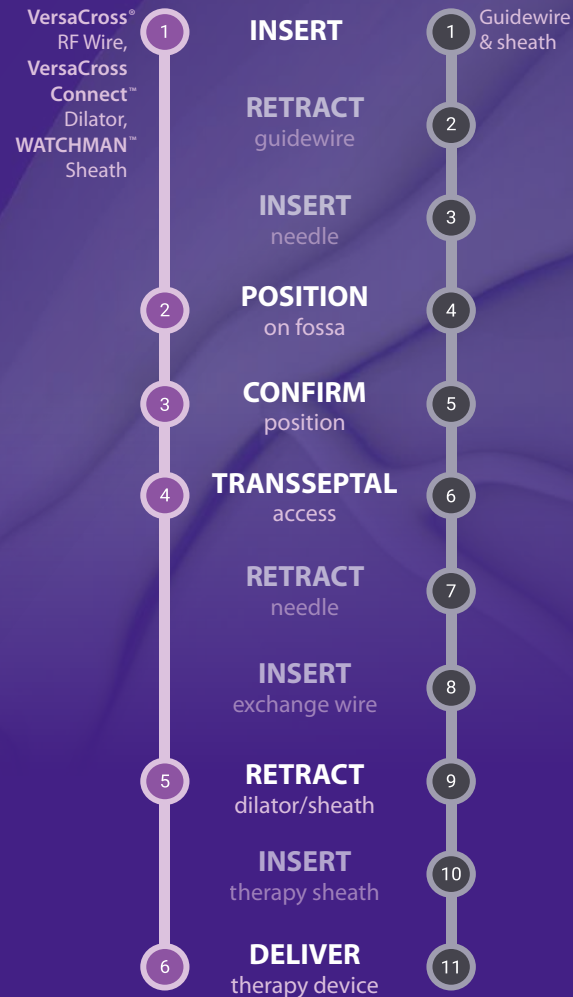 VersaCross®
RF Wire,
VersaCross
Connect™
Dilator,
WATCHMAN™
Sheath
1
INSERT
1
Guidewire
& sheath
RETRACT
guidewire
2
INSERT
needle
3
2
POSITION
on fossa
4
3
CONFIRM
position
5
4
TRANSSEPTAL
access
6
RETRACT
needle
7
INSERT
exchange wire
8
5
RETRACT
dilator/sheath
9
INSERT
therapy sheath
10
6
DELIVER
therapy device
11